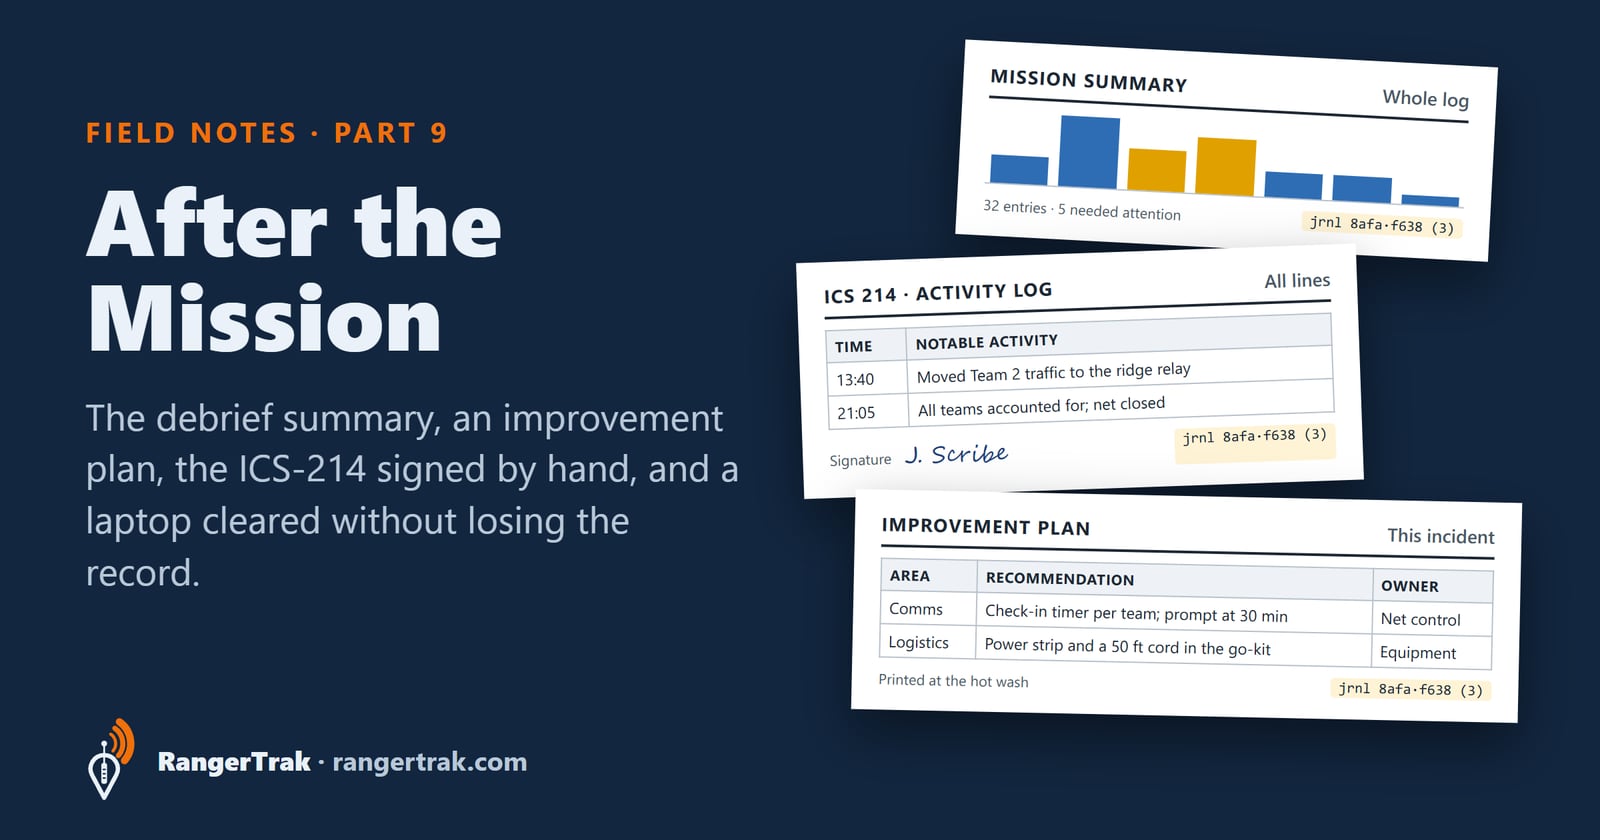 FIELD NOTES · PART 9
After the
Mission
The debrief summary, an improvement
plan, the ICS-214 signed by hand, and a
laptop cleared without losing the
record.
RangerTrak · rangertrak.com
MISSION SUMMARY Whole log
32 entries · 5 needed attention jrnl 8afa·f638 (3)
ICS 214 · ACTIVITY LOG All lines
TIME NOTABLE ACTIVITY
13:40 Moved Team 2 traffic to the ridge relay
21:05 All teams accounted for; net closed
Signature J. Scribe jrnl 8afa·f638 (3)
IMPROVEMENT PLAN This incident
AREA RECOMMENDATION OWNER
Comms Check-in timer per team; prompt at 30 min Net control
Logistics Power strip and a 50 ft cord in the go-kit Equipment
Printed at the hot wash jrnl 8afa·f638 (3)